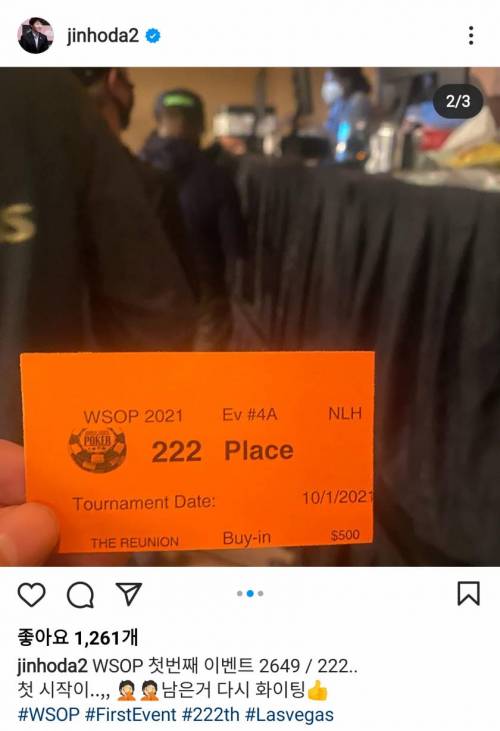 jinhoda2
2/3
S
WSOP 2021 Ev #4A NLH
POKER
222 Place
Tournament Date: 10/1/2021
THE REUNION Buy-in $500
좋아요 1,261개
jinhoda2 WSOP 첫번째 이벤트 2649 / 222..
첫 시작이..,, 🤦🏻🤦🏻남은거 다시 화이팅👍
#WSOP #FirstEvent #222th #Lasvegas